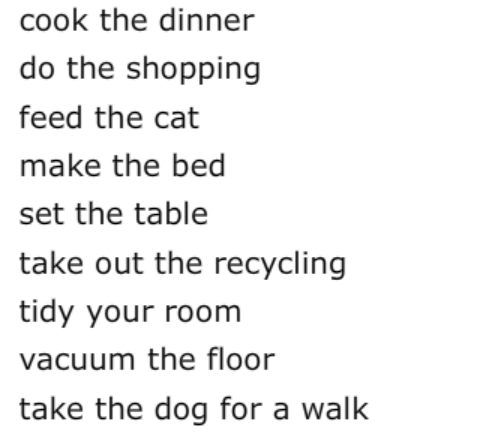 cook the dinner
do the shopping
feed the cat
make the bed
set the table
take out the recycling
tidy your room
vacuum the floor
take the dog for a walk